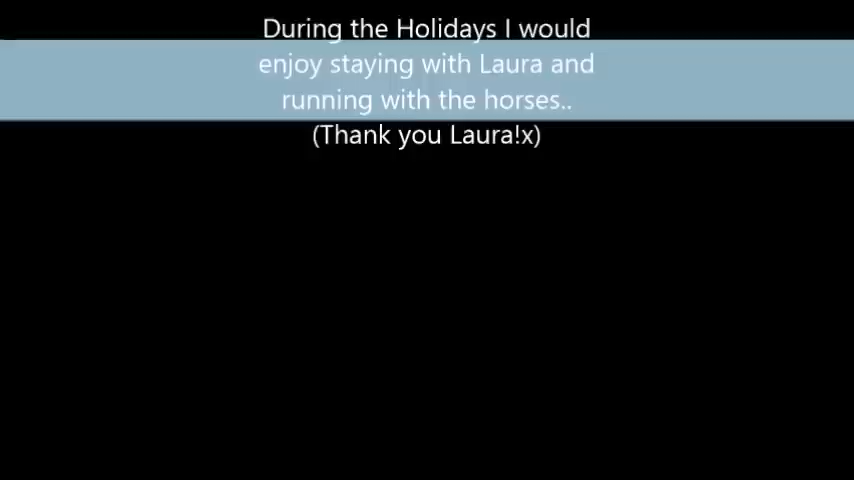 During the Holidays I would
enjoy staying with Laura and
running with the horses..
(Thank you Laura!x)